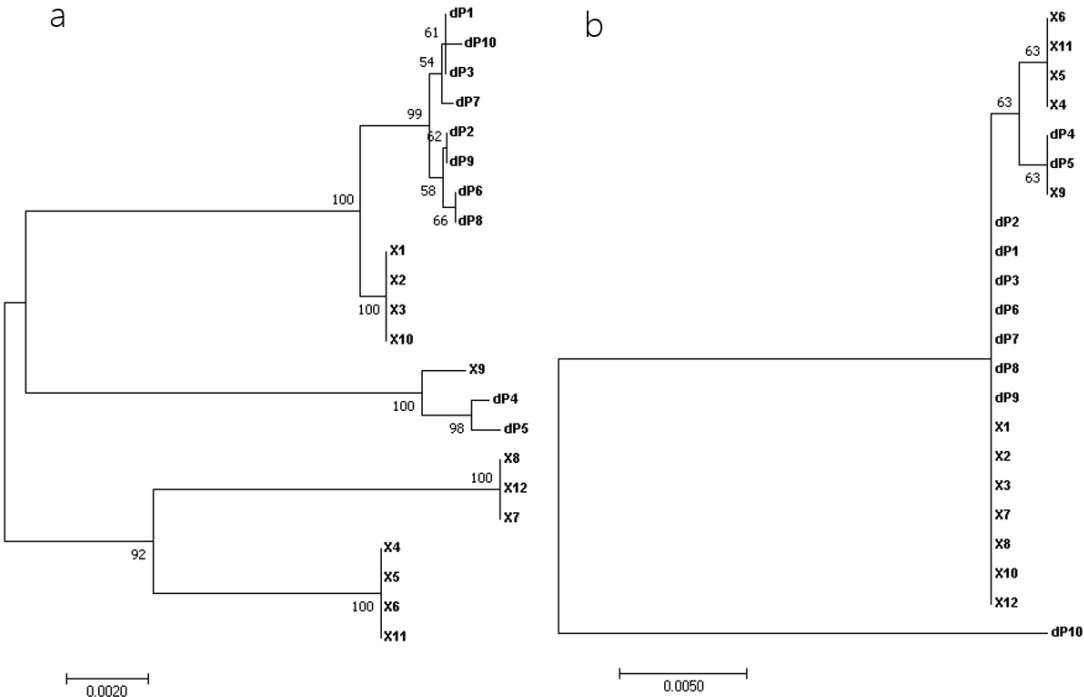 a
dP1
61
dP10
54
dP3
dP7
99
dP2
62
dP9
58
dP6
66
dP8
100
X1
X2
100
X3
X10
X9
100
dP4
98
dP5
X8
100
X12
X7
92
X4
X5
100
X6
X11
0.0020
b
X6
63
X11
X5
63
X4
dP4
dP5
63
X9
dP2
dP1
dP3
dP6
dP7
dP8
dP9
X1
X2
X3
X7
X8
X10
X12
dP10
0.0050